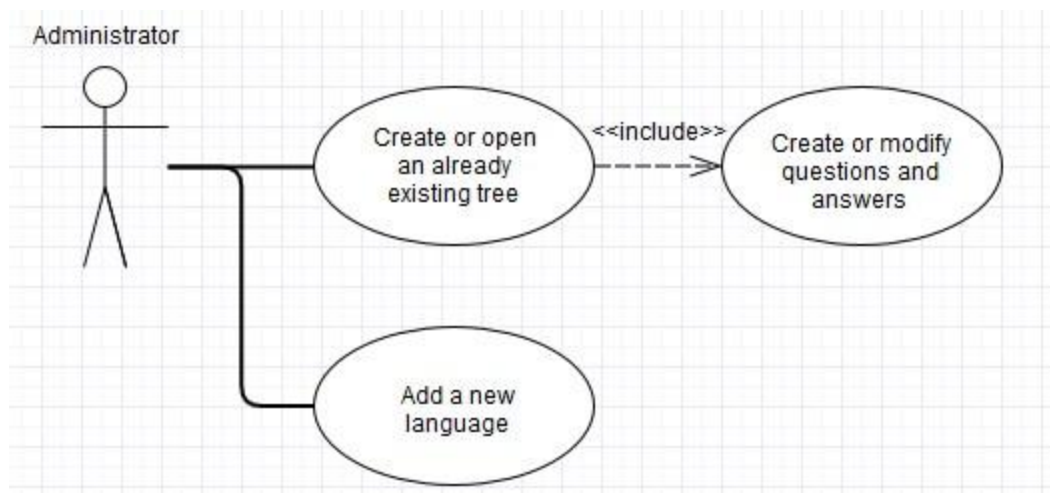 Administrator
Create or open
an already
existing tree
<<include>>
Create or modify
questions and
answers
Add a new
language